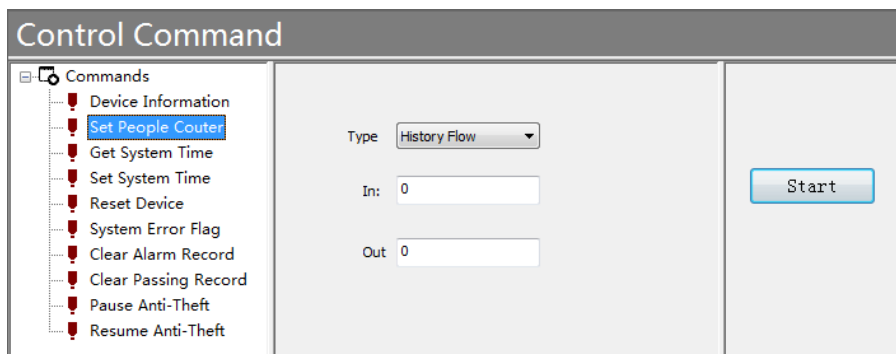 Control Command
Commands
Device Information
Set People Couter
Get System Time
Set System Time
Reset Device
System Error Flag
Clear Alarm Record
Clear Passing Record
Pause Anti-Theft
Resume Anti-Theft
Type History Flow
In: 0
Out 0
Start